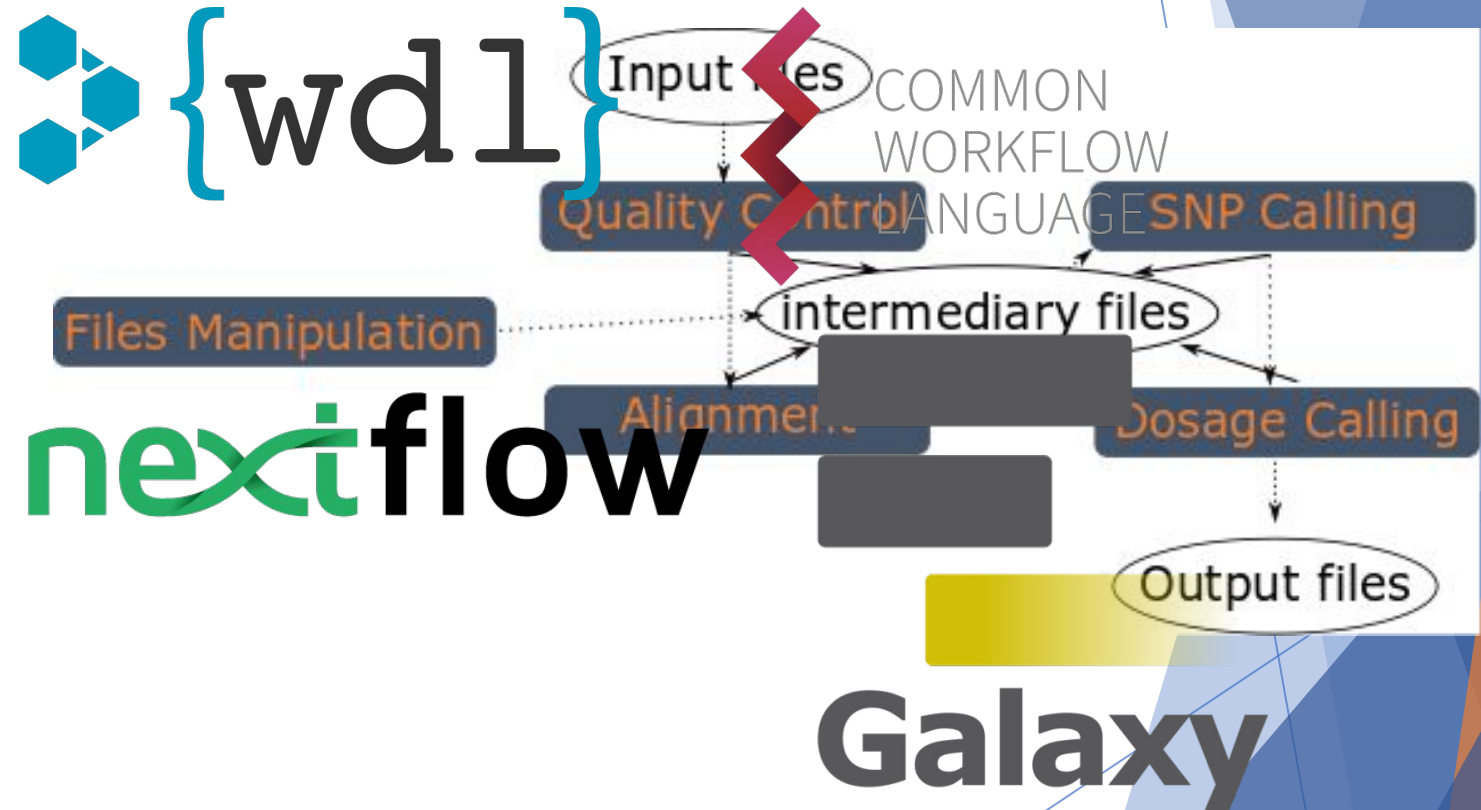 {wdl}
Input files
COMMON
WORKFLOW
LANGUAGE
Quality Control
SNP Calling
intermediary files
Files Manipulation
Alignment
Dosage Calling
nextflow
Output files
Galaxy